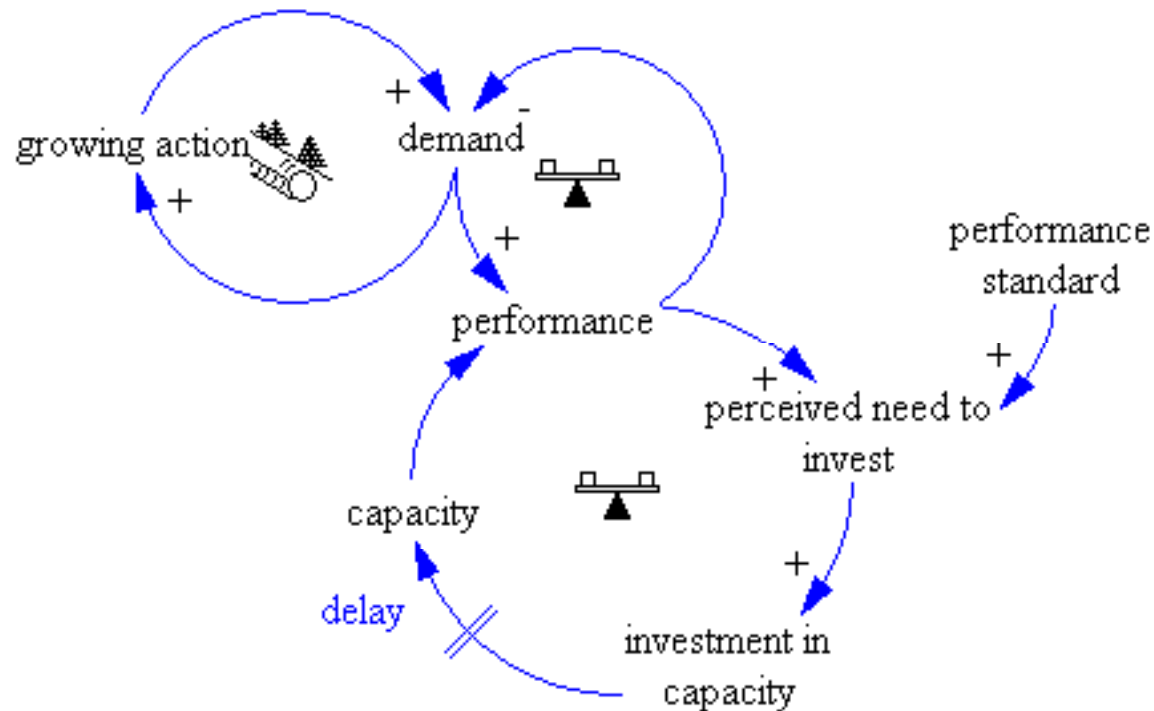 +
+
-
growing action
demand
+
+
performance
standard
performance
+
+
perceived need to
invest
capacity
+
delay
investment in
capacity